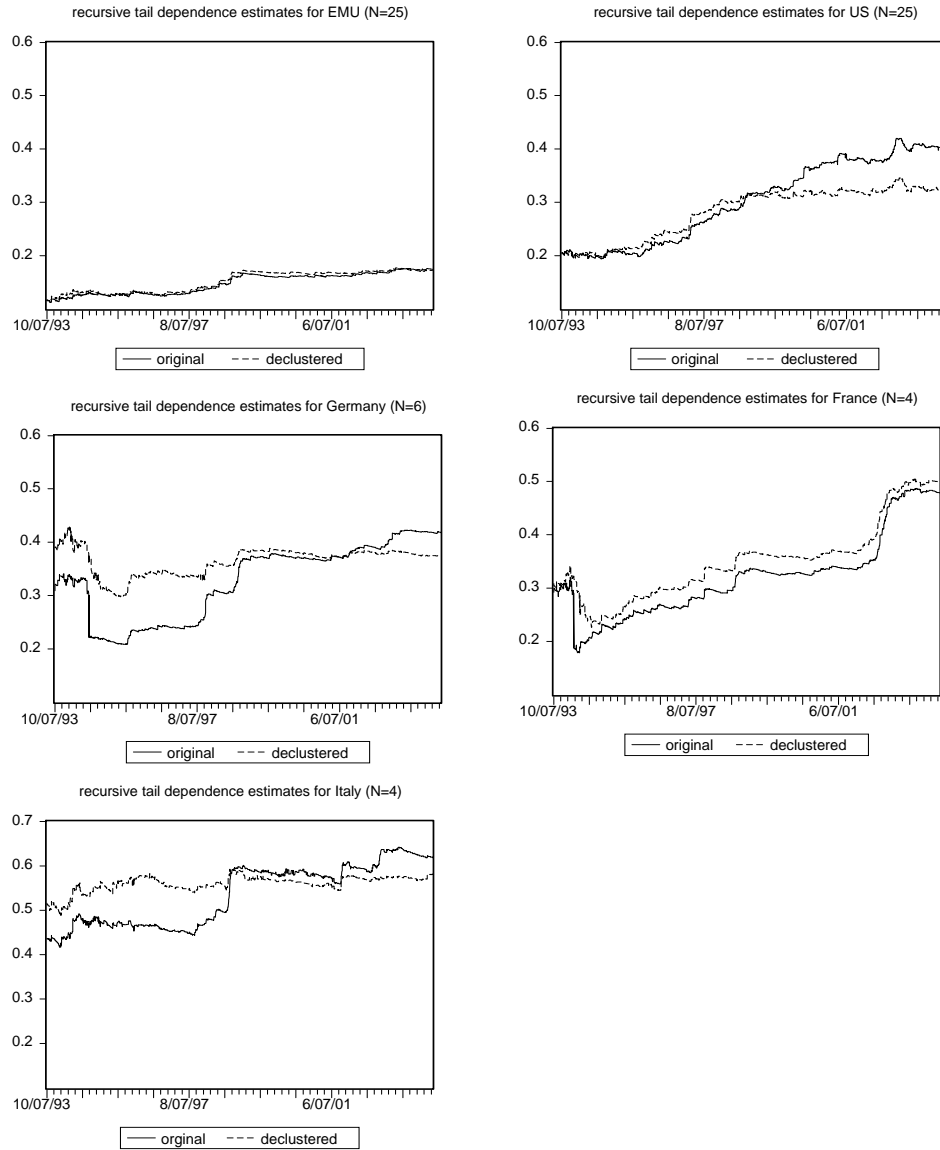 recursive tail dependence estimates for EMU (N=25)
0.6
0.5
0.4
0.3
0.2
10/07/93 8/07/97 6/07/01
original declustered
recursive tail dependence estimates for US (N=25)
0.6
0.5
0.4
0.3
0.2
10/07/93 8/07/97 6/07/01
original declustered
recursive tail dependence estimates for Germany (N=6)
0.6
0.5
0.4
0.3
0.2
10/07/93 8/07/97 6/07/01
original declustered
recursive tail dependence estimates for France (N=4)
0.6
0.5
0.4
0.3
0.2
10/07/93 8/07/97 6/07/01
original declustered
recursive tail dependence estimates for Italy (N=4)
0.7
0.6
0.5
0.4
0.3
0.2
10/07/93 8/07/97 6/07/01
orginal declustered